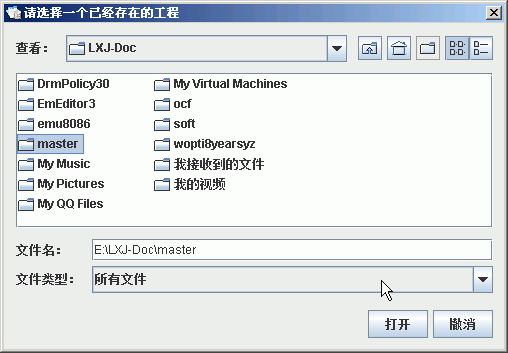 请选择一个已经存在的工程
查看： LXJ-Doc
DrmPolicy30 My Virtual Machines
EmEditor3 ocf
emu8086 soft
master wopti8yearsyz
My Music 我接收到的文件
My Pictures 我的视频
My QQ Files
文件名： E:\LXJ-Doc\master
文件类型： 所有文件
打开 撤消